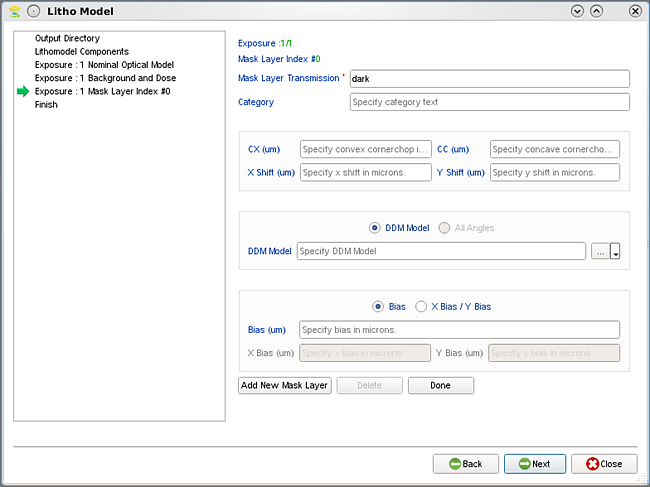 Litho Model
Output Directory
Lithomodel Components
Exposure : 1 Nominal Optical Model
Exposure : 1 Background and Dose
Exposure : 1 Mask Layer Index #0
Finish
Exposure :1/1
Mask Layer Index #0
Mask Layer Transmission * dark
Category Specify category text
CX (um) Specify convex cornerchop i... CC (um) Specify concave cornercho...
X Shift (um) Specify x shift in microns. Y Shift (um) Specify y shift in microns.
DDM Model All Angles
DDM Model Specify DDM Model ...
Bias X Bias / Y Bias
Bias (um) Specify bias in microns.
X Bias (um) Specify x bias in microns. Y Bias (um) Specify y bias in microns.
Add New Mask Layer Delete Done
Back Next Close